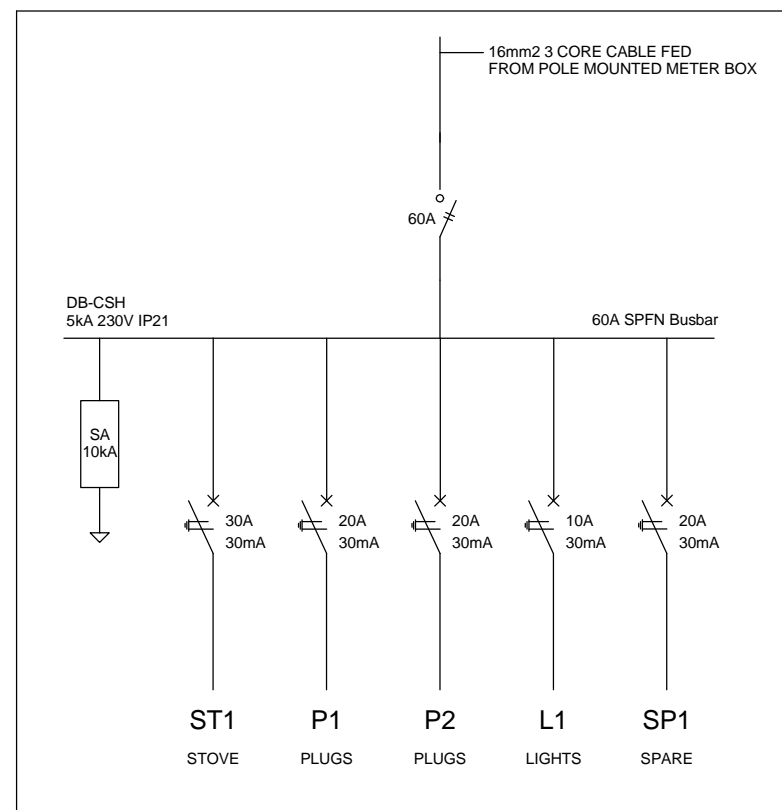 16mm2 3 CORE CABLE FED
FROM POLE MOUNTED METER BOX
60A
DB-CSH
5kA 230V IP21
60A SPFN Busbar
SA
10kA
30A
30mA
20A
30mA
20A
30mA
10A
30mA
20A
30mA
ST1
P1
P2
L1
SP1
STOVE
PLUGS
PLUGS
LIGHTS
SPARE